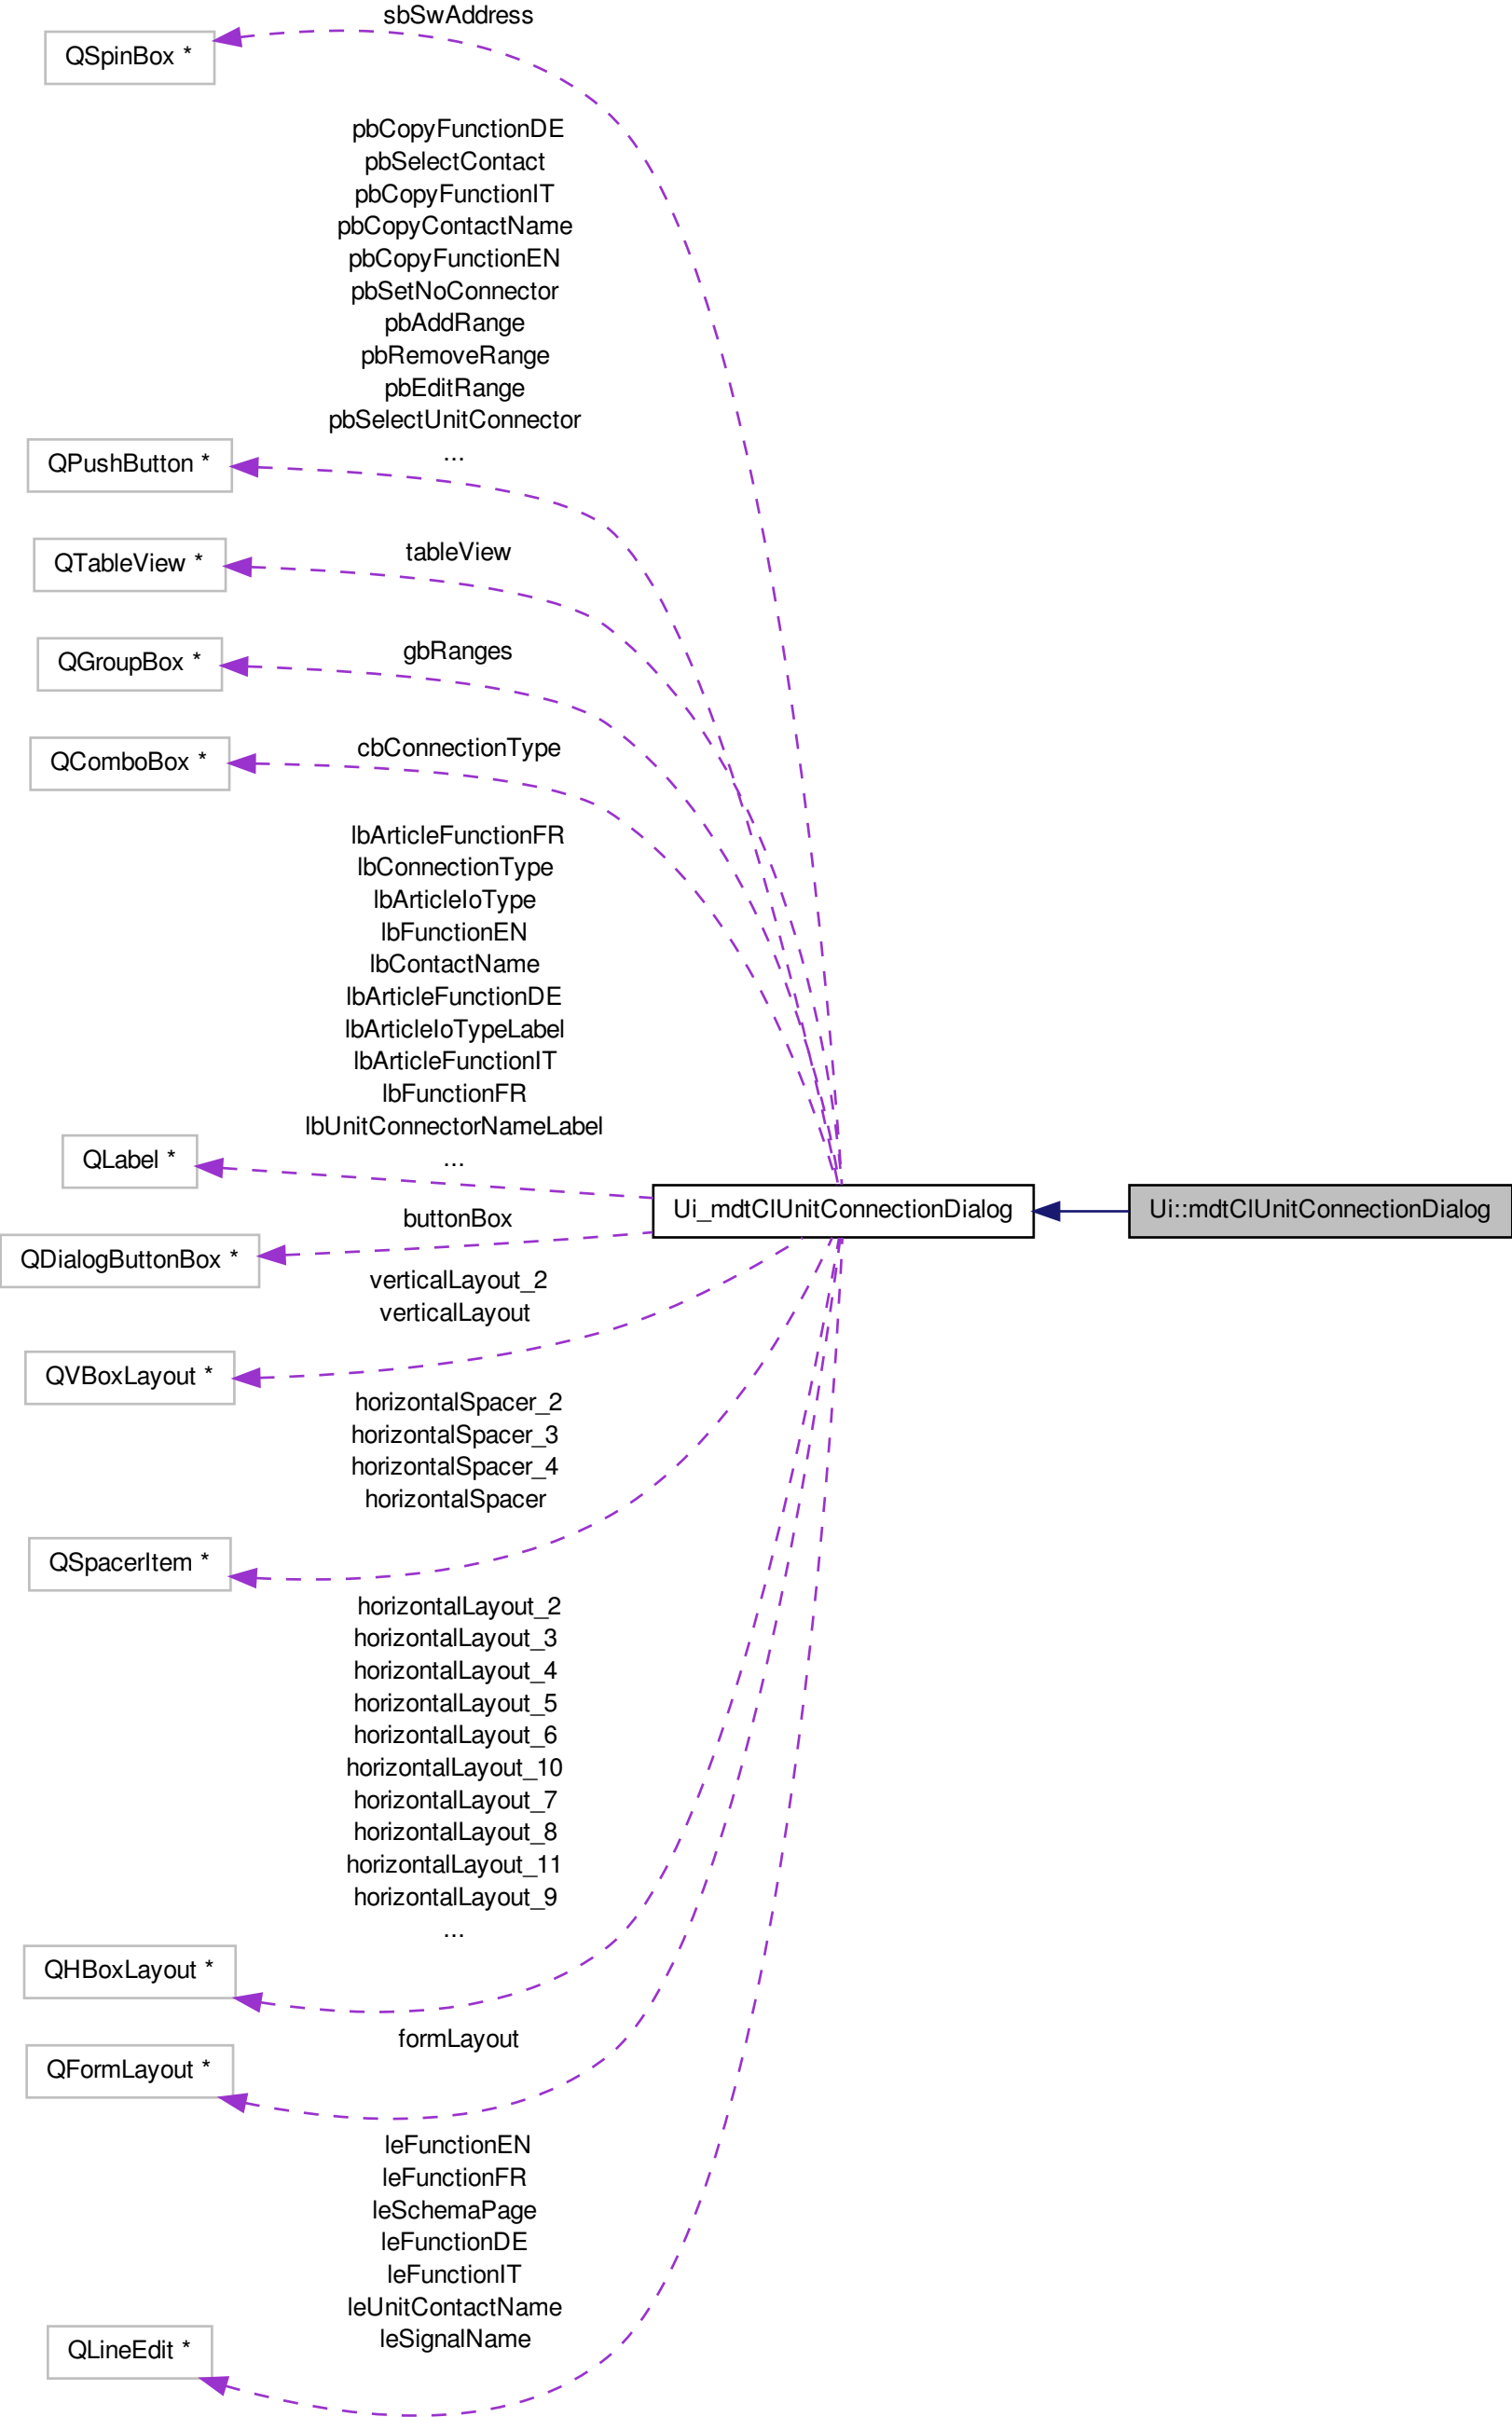 sbSwAddress
QSpinBox *
pbCopyFunctionDE
pbSelectContact
pbCopyFunctionIT
pbCopyContactName
pbCopyFunctionEN
pbSetNoConnector
pbAddRange
pbRemoveRange
pbEditRange
pbSelectUnitConnector
...
QPushButton *
tableView
QTableView *
gbRanges
QGroupBox *
cbConnectionType
QComboBox *
lbArticleFunctionFR
lbConnectionType
lbArticleIoType
lbFunctionEN
lbContactName
lbArticleFunctionDE
lbArticleIoTypeLabel
lbArticleFunctionIT
lbFunctionFR
lbUnitConnectorNameLabel
...
QLabel *
Ui_mdtClUnitConnectionDialog
Ui::mdtClUnitConnectionDialog
buttonBox
QDialogButtonBox *
verticalLayout_2
verticalLayout
QVBoxLayout *
horizontalSpacer_2
horizontalSpacer_3
horizontalSpacer_4
horizontalSpacer
QSpacerItem *
horizontalLayout_2
horizontalLayout_3
horizontalLayout_4
horizontalLayout_5
horizontalLayout_6
horizontalLayout_10
horizontalLayout_7
horizontalLayout_8
horizontalLayout_11
horizontalLayout_9
...
QHBoxLayout *
formLayout
QFormLayout *
leFunctionEN
leFunctionFR
leSchemaPage
leFunctionDE
leFunctionIT
leUnitContactName
leSignalName
QLineEdit *